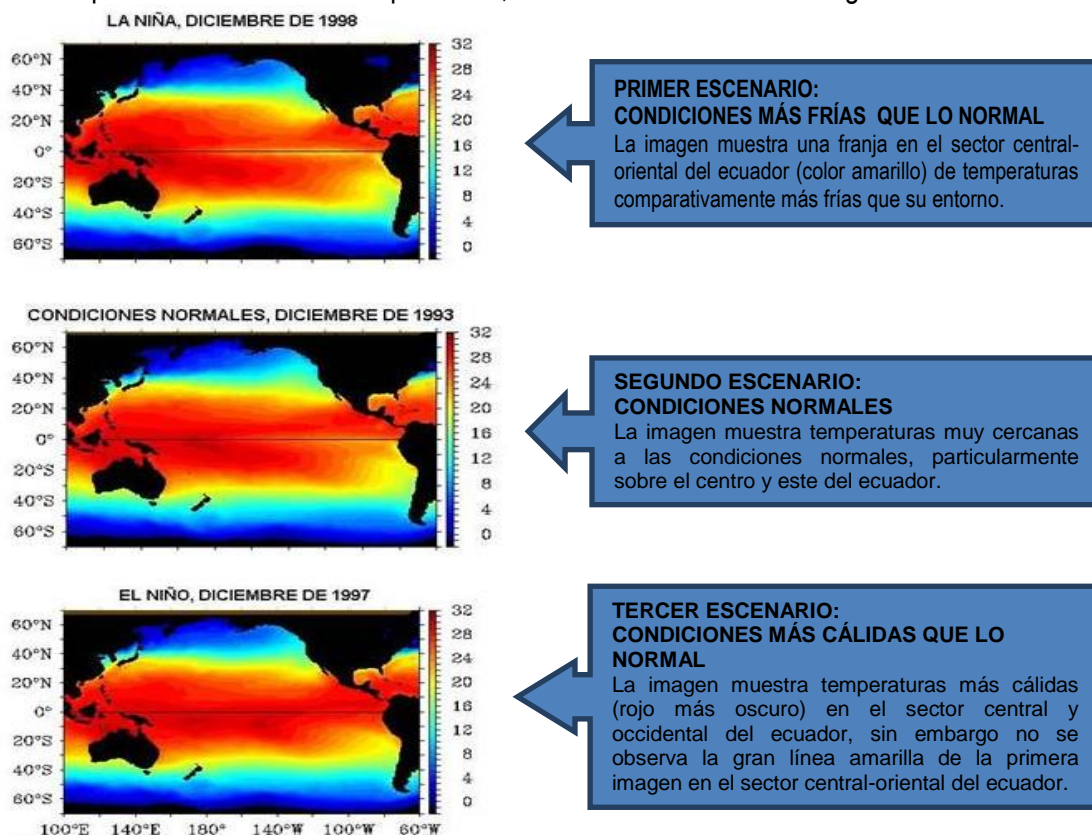 LA NIÑA, DICIEMBRE DE 1998
60°N
40°N
20°N
0°
20°S
40°S
60°S
32
28
24
20
16
12
8
4
0
PRIMER ESCENARIO:
CONDICIONES MÁS FRÍAS QUE LO NORMAL
La imagen muestra una franja en el sector central-
oriental del ecuador (color amarillo) de temperaturas
comparativamente más frías que su entorno.
CONDICIONES NORMALES, DICIEMBRE DE 1993
60°N
40°N
20°N
0°
20°S
40°S
60°S
32
28
24
20
16
12
8
4
0
SEGUNDO ESCENARIO:
CONDICIONES NORMALES
La imagen muestra temperaturas muy cercanas
a las condiciones normales, particularmente
sobre el centro y este del ecuador.
EL NIÑO, DICIEMBRE DE 1997
60°N
40°N
20°N
0°
20°S
40°S
60°S
32
28
24
20
16
12
8
4
0
100°E 140°E 180° 140°W 100°W 60°W
TERCER ESCENARIO:
CONDICIONES MÁS CÁLIDAS QUE LO
NORMAL
La imagen muestra temperaturas más cálidas
(rojo más oscuro) en el sector central y
occidental del ecuador, sin embargo no se
observa la gran línea amarilla de la primera
imagen en el sector central-oriental del ecuador.